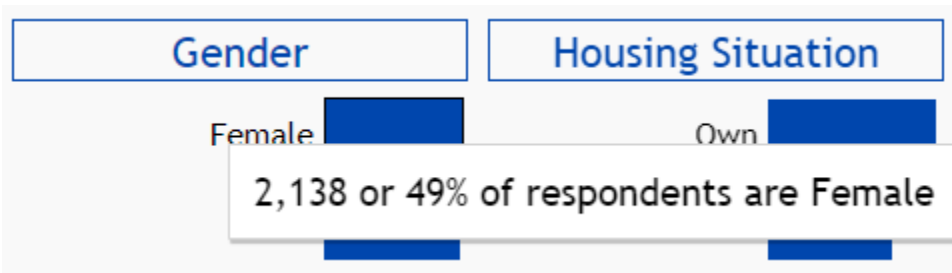 Gender
Housing Situation
Female
Own
2,138 or 49% of respondents are Female